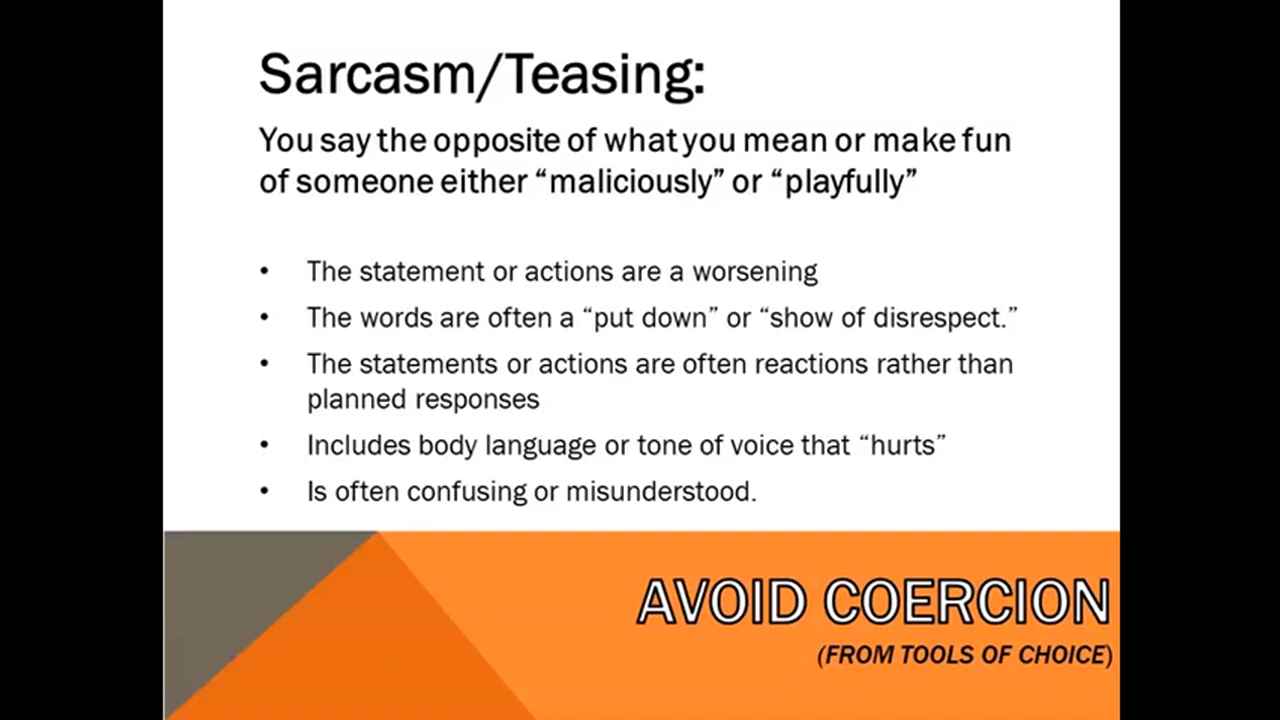 Sarcasm/Teasing:
You say the opposite of what you mean or make fun
of someone either “maliciously” or “playfully”
• The statement or actions are a worsening
• The words are often a “put down” or “show of disrespect.”
• The statements or actions are often reactions rather than
planned responses
• Includes body language or tone of voice that “hurts”
• Is often confusing or misunderstood.
AVOID COERCION
(FROM TOOLS OF CHOICE)